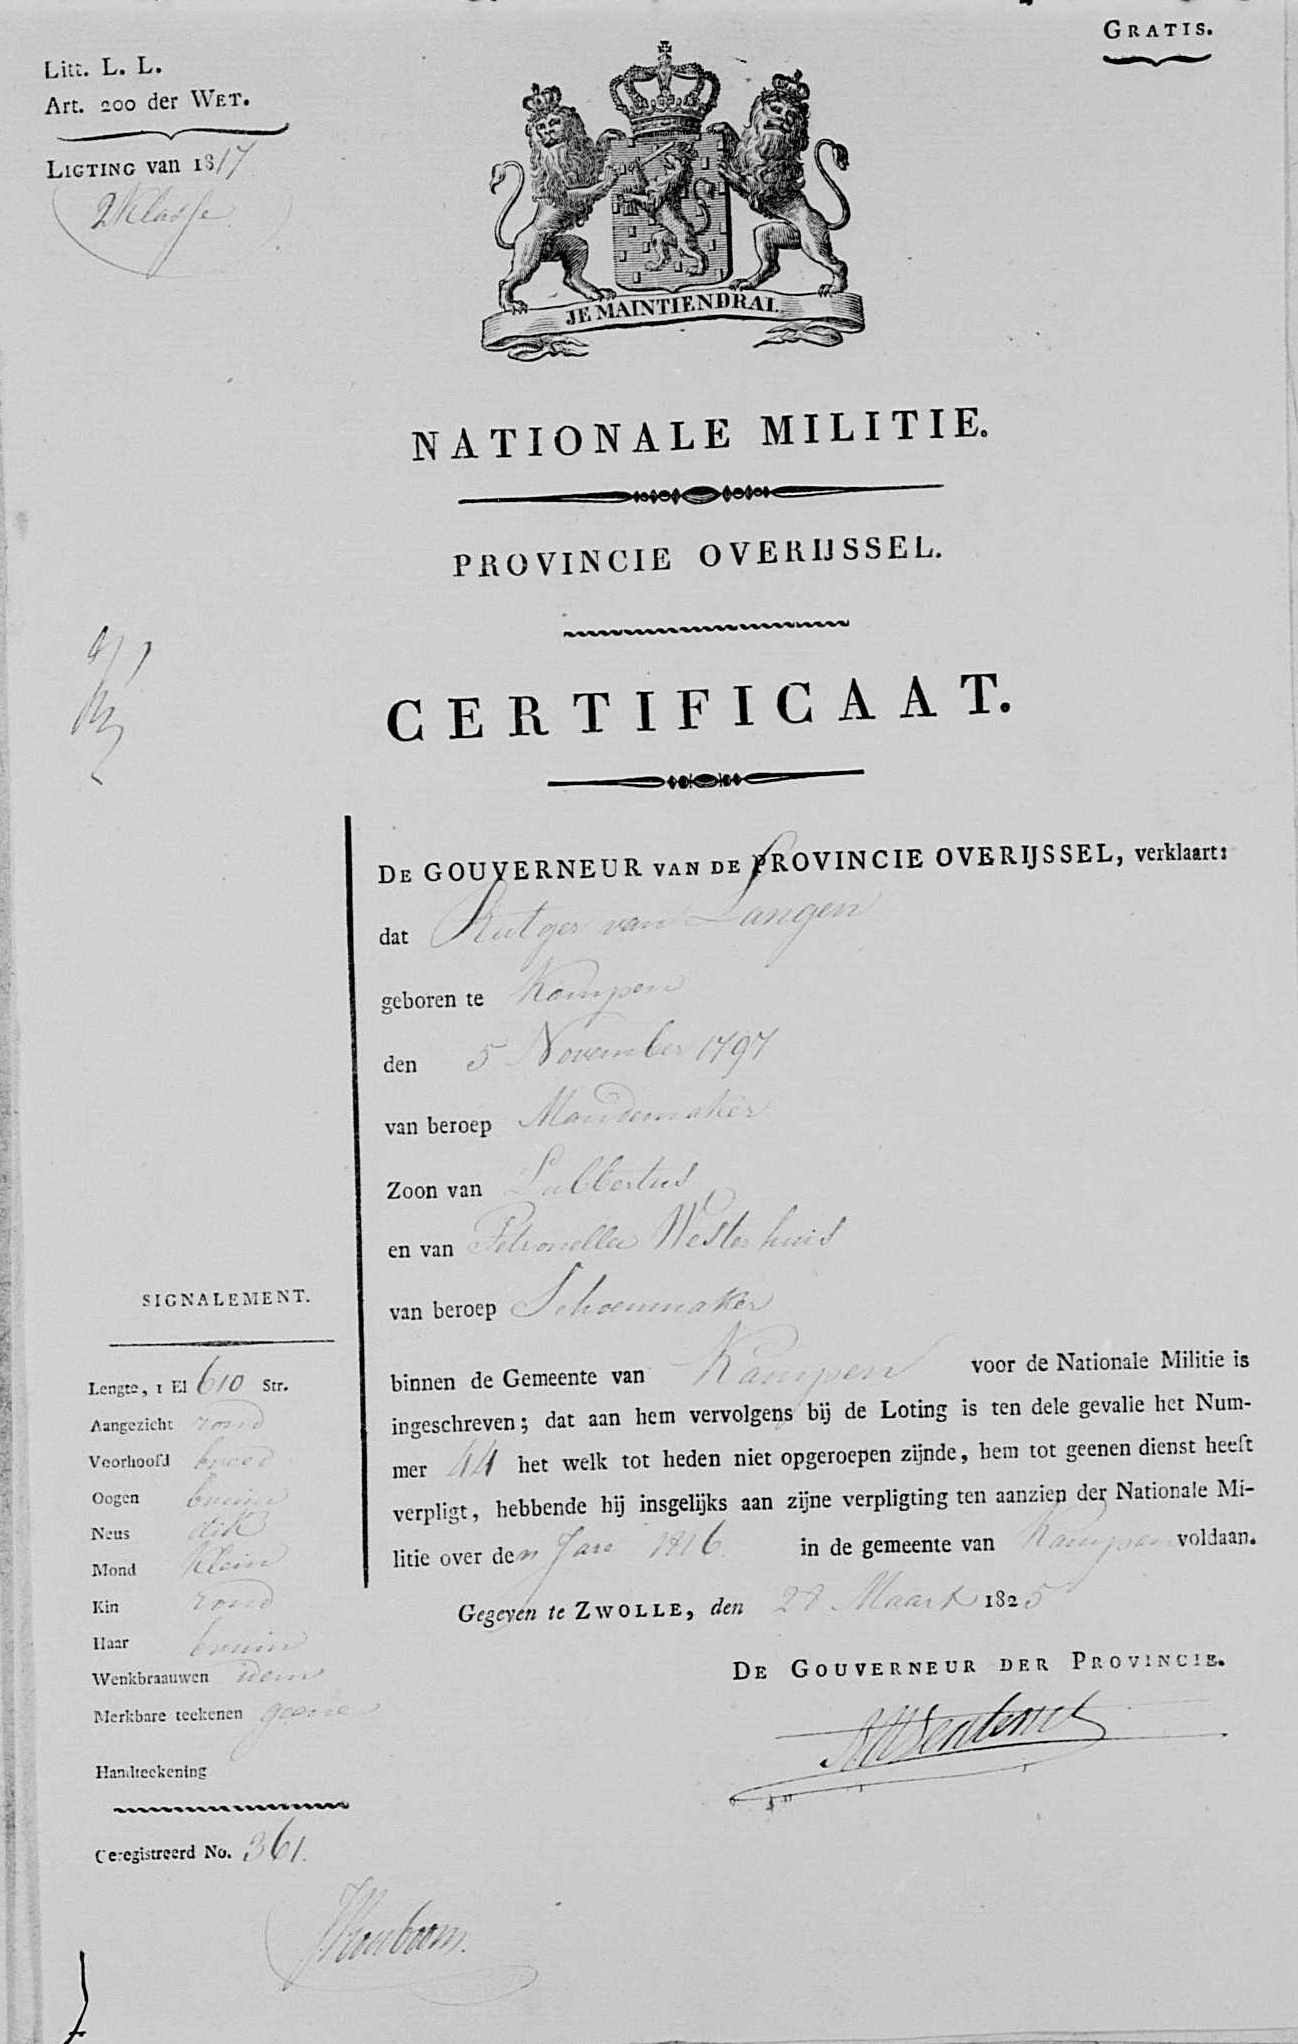 GRATIS.
Litt. L. L.
Art. 200 der WET.
LIGTING van 1817
2 Klasse
JE MAINTIENDRAI.
NATIONALE MILITIE.
PROVINCIE OVERIJSSEL.
CERTIFICAAT.
DE GOUVERNEUR VAN DE PROVINCIE OVERIJSSEL, verklaart:
dat Rutger van Langen
geboren te Kampen
den 5 November 1797
van beroep Mandemaker
Zoon van Lubbertus
en van Petronella Westerhuis
van beroep Schoenmaker
binnen de Gemeente van Kampen voor de Nationale Militie is
ingeschreven; dat aan hem vervolgens bij de Loting is ten dele gevalle het Num-
mer 44 het welk tot heden niet opgeroepen zijnde, hem tot geenen dienst heeft
verpligt, hebbende hij insgelijks aan zijne verpligting ten aanzien der Nationale Mi-
litie over den Jare 1816 in de gemeente van Kampen voldaan.
Gegeven te ZWOLLE, den 28 Maart 1825
DE GOUVERNEUR DER PROVINCIE.
SIGNALEMENT.
Lengte, 1 El 610 Str.
Aangezicht rond
Voorhoofd breed
Oogen bruin
Neus dik
Mond klein
Kin rond
Haar bruin
Wenkbraauwen idem
Merkbare teekenen geene
Handteekening
Geregistreerd No. 361.